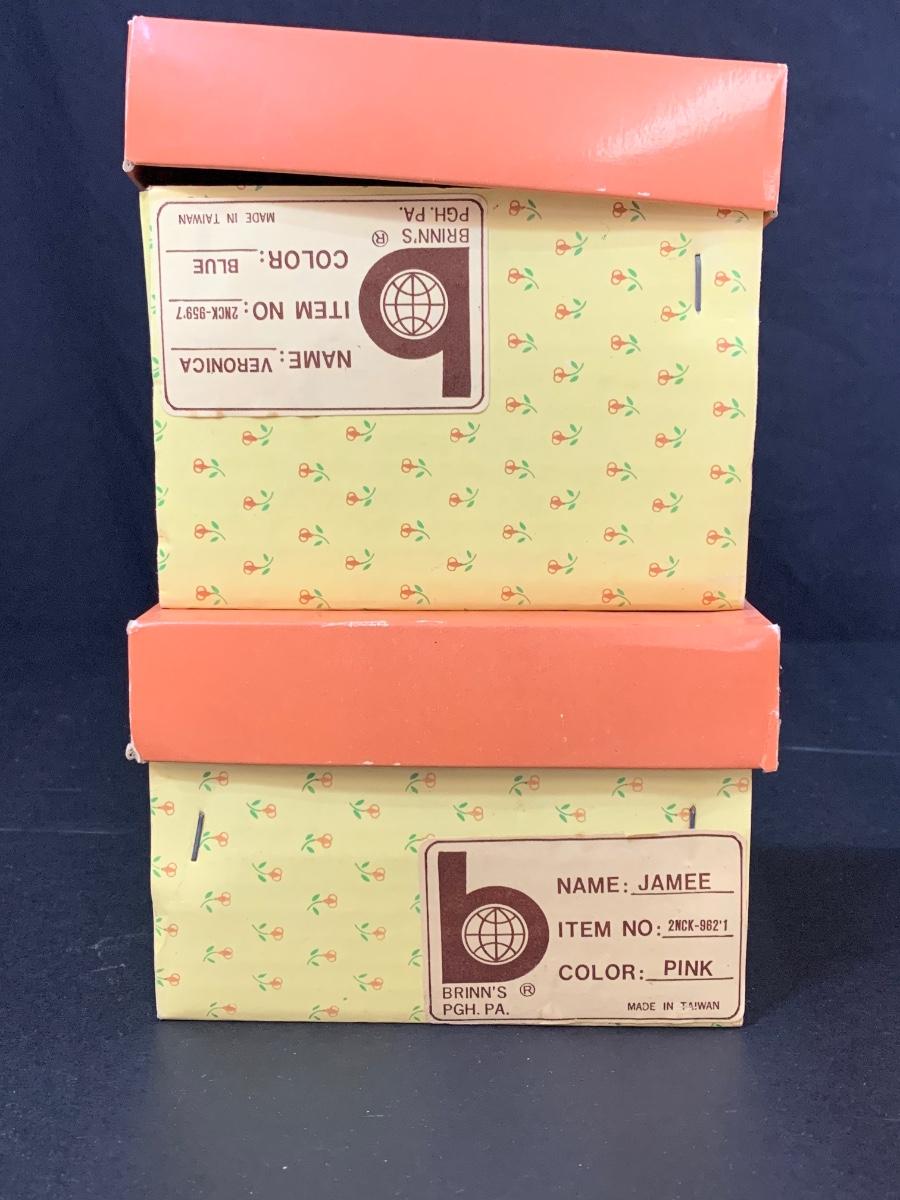 NAME: VERONICA
ITEM NO: 2NCK-959'7
COLOR: BLUE
BRINN'S ®
PGH. PA.
MADE IN TAIWAN
b
NAME: JAMEE
ITEM NO: 2NCK-962'1
COLOR: PINK
b
BRINN'S ®
PGH. PA.
MADE IN TAIWAN